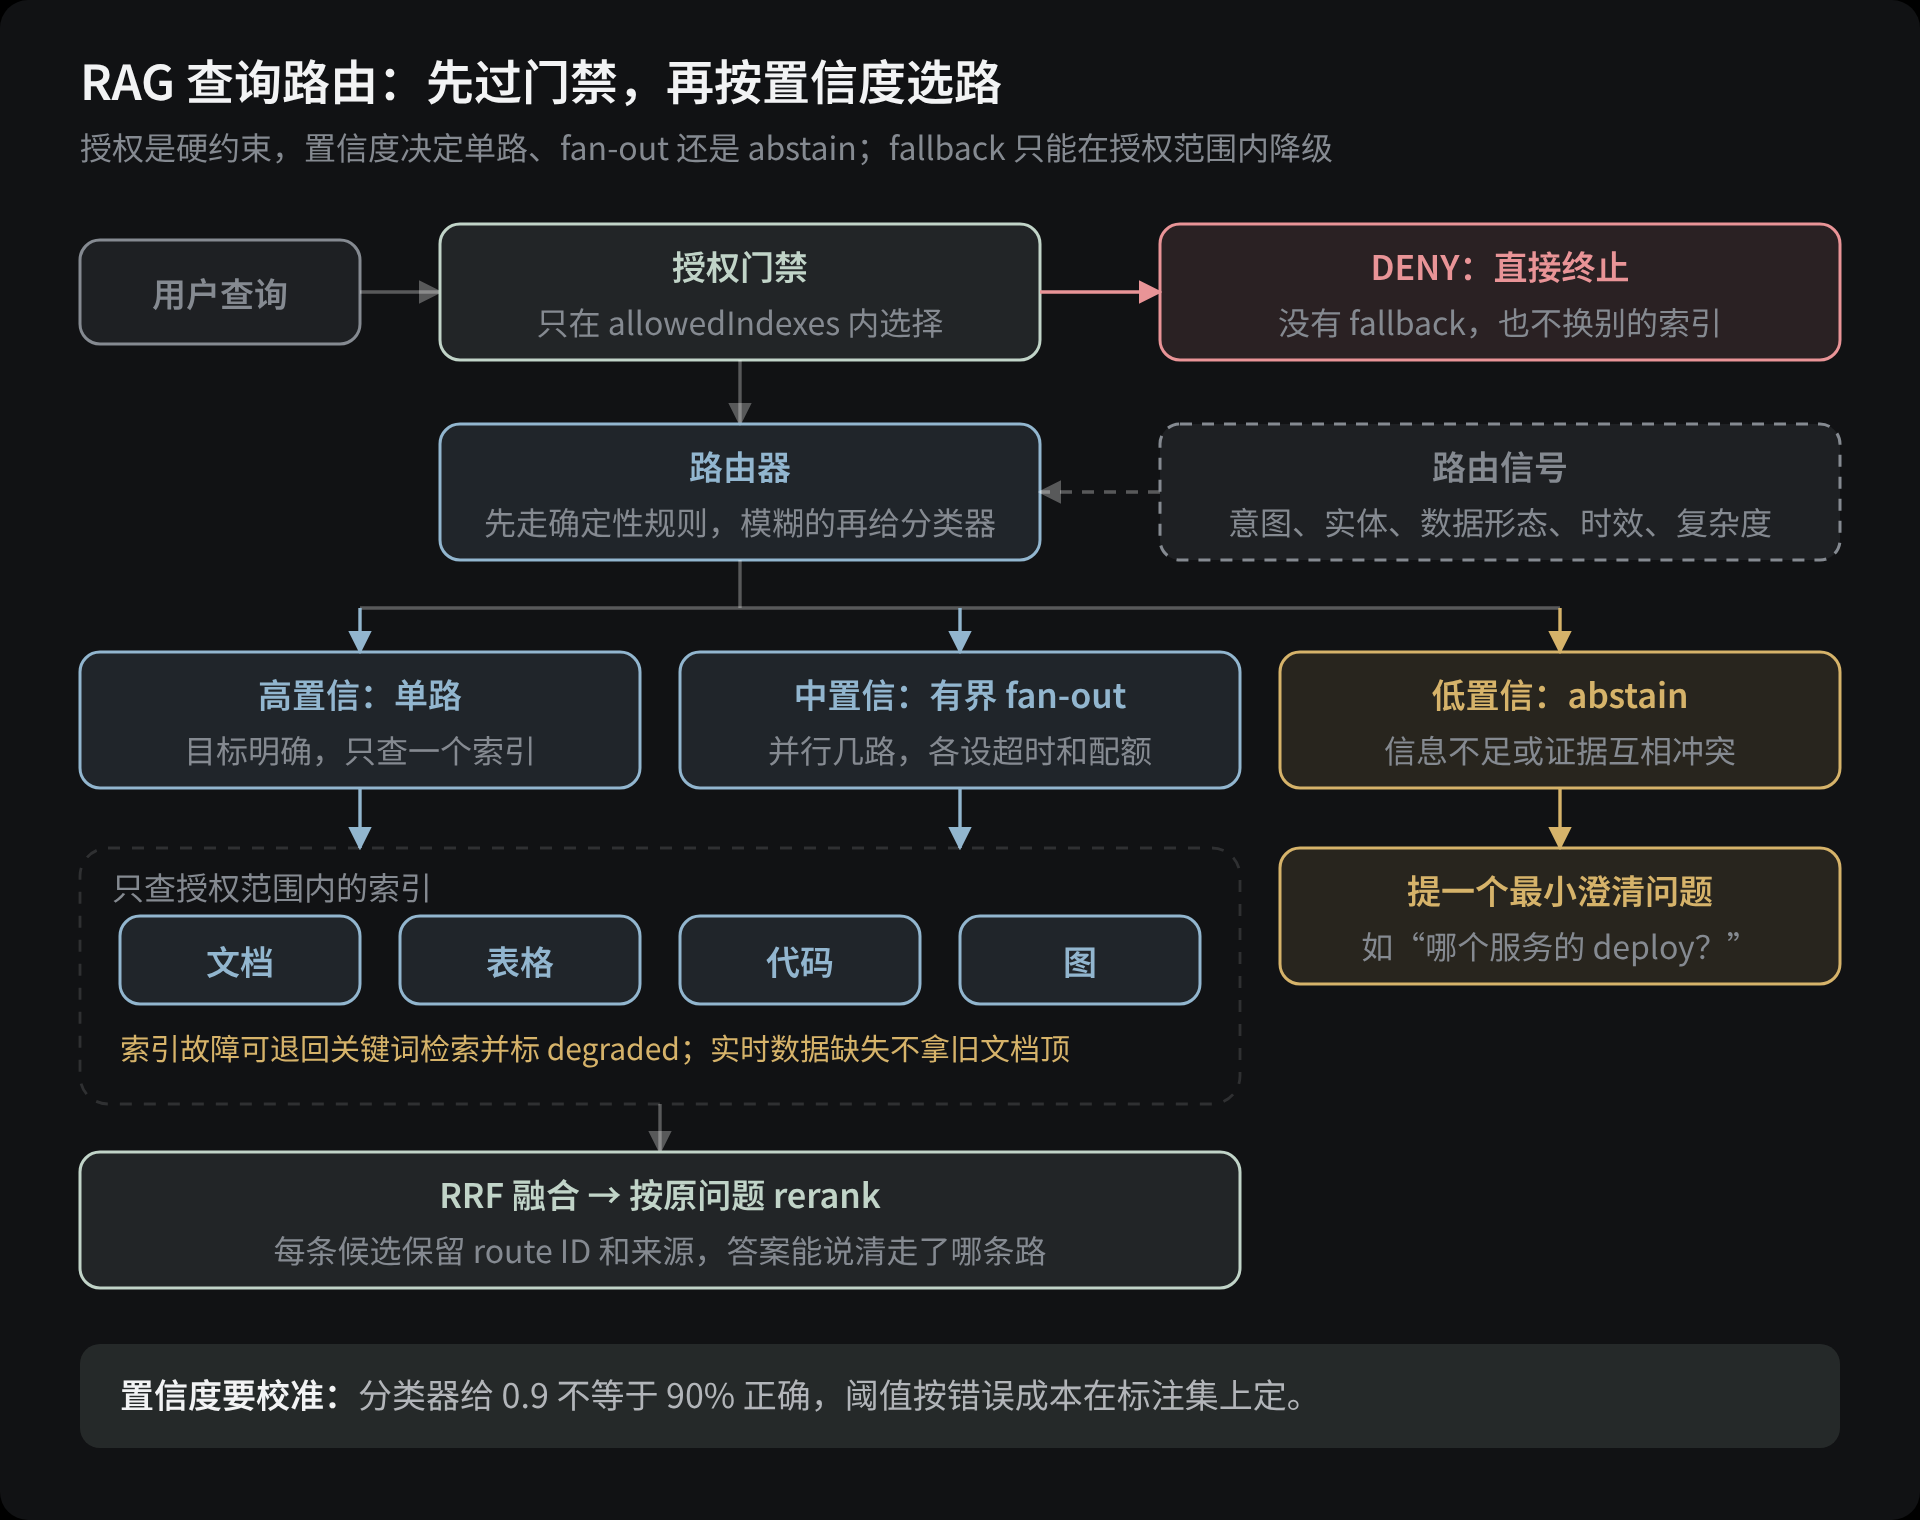 RAG 查询路由：先过门禁，再按置信度选路
授权是硬约束，置信度决定单路、fan-out 还是 abstain；fallback 只能在授权范围内降级
用户查询
授权门禁
只在 allowedIndexes 内选择
DENY：直接终止
没有 fallback，也不换别的索引
路由器
先走确定性规则，模糊的再给分类器
路由信号
意图、实体、数据形态、时效、复杂度
高置信：单路
目标明确，只查一个索引
中置信：有界 fan-out
并行几路，各设超时和配额
低置信：abstain
信息不足或证据互相冲突
只查授权范围内的索引
文档
表格
代码
图
索引故障可退回关键词检索并标 degraded；实时数据缺失不拿旧文档顶
提一个最小澄清问题
如“哪个服务的 deploy？”
RRF 融合 → 按原问题 rerank
每条候选保留 route ID 和来源，答案能说清走了哪条路
置信度要校准：分类器给 0.9 不等于 90% 正确，阈值按错误成本在标注集上定。